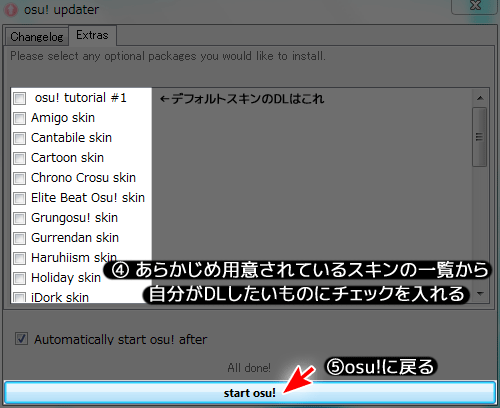 osu! updater
Changelog Extras
Please select any optional packages you would like to install.
osu! tutorial #1 ←デフォルトスキンのDLはこれ
Amigo skin
Cantabile skin
Cartoon skin
Chrono Crosu skin
Elite Beat Osu! skin
Grungosu! skin
Gurrendan skin
Haruhiism skin
Holiday skin
iDork skin
④ あらかじめ用意されているスキンの一覧から
自分がDLしたいものにチェックを入れる
Automatically start osu! after
All done!
⑤osu!に戻る
start osu!